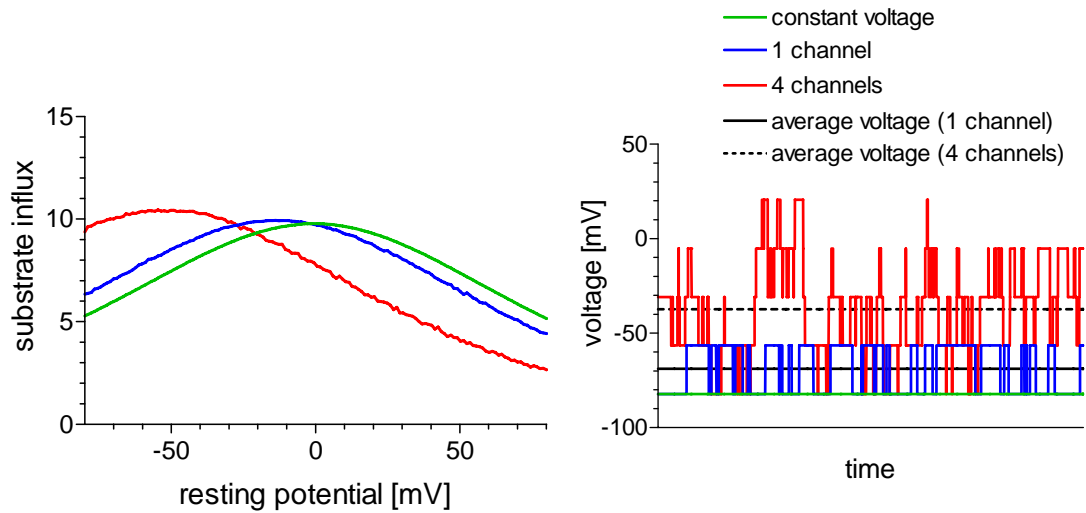 constant voltage
1 channel
4 channels
average voltage (1 channel)
average voltage (4 channels)
15
10
5
0
substrate influx
-50
0
50
resting potential [mV]
50
0
-50
-100
voltage [mV]
time